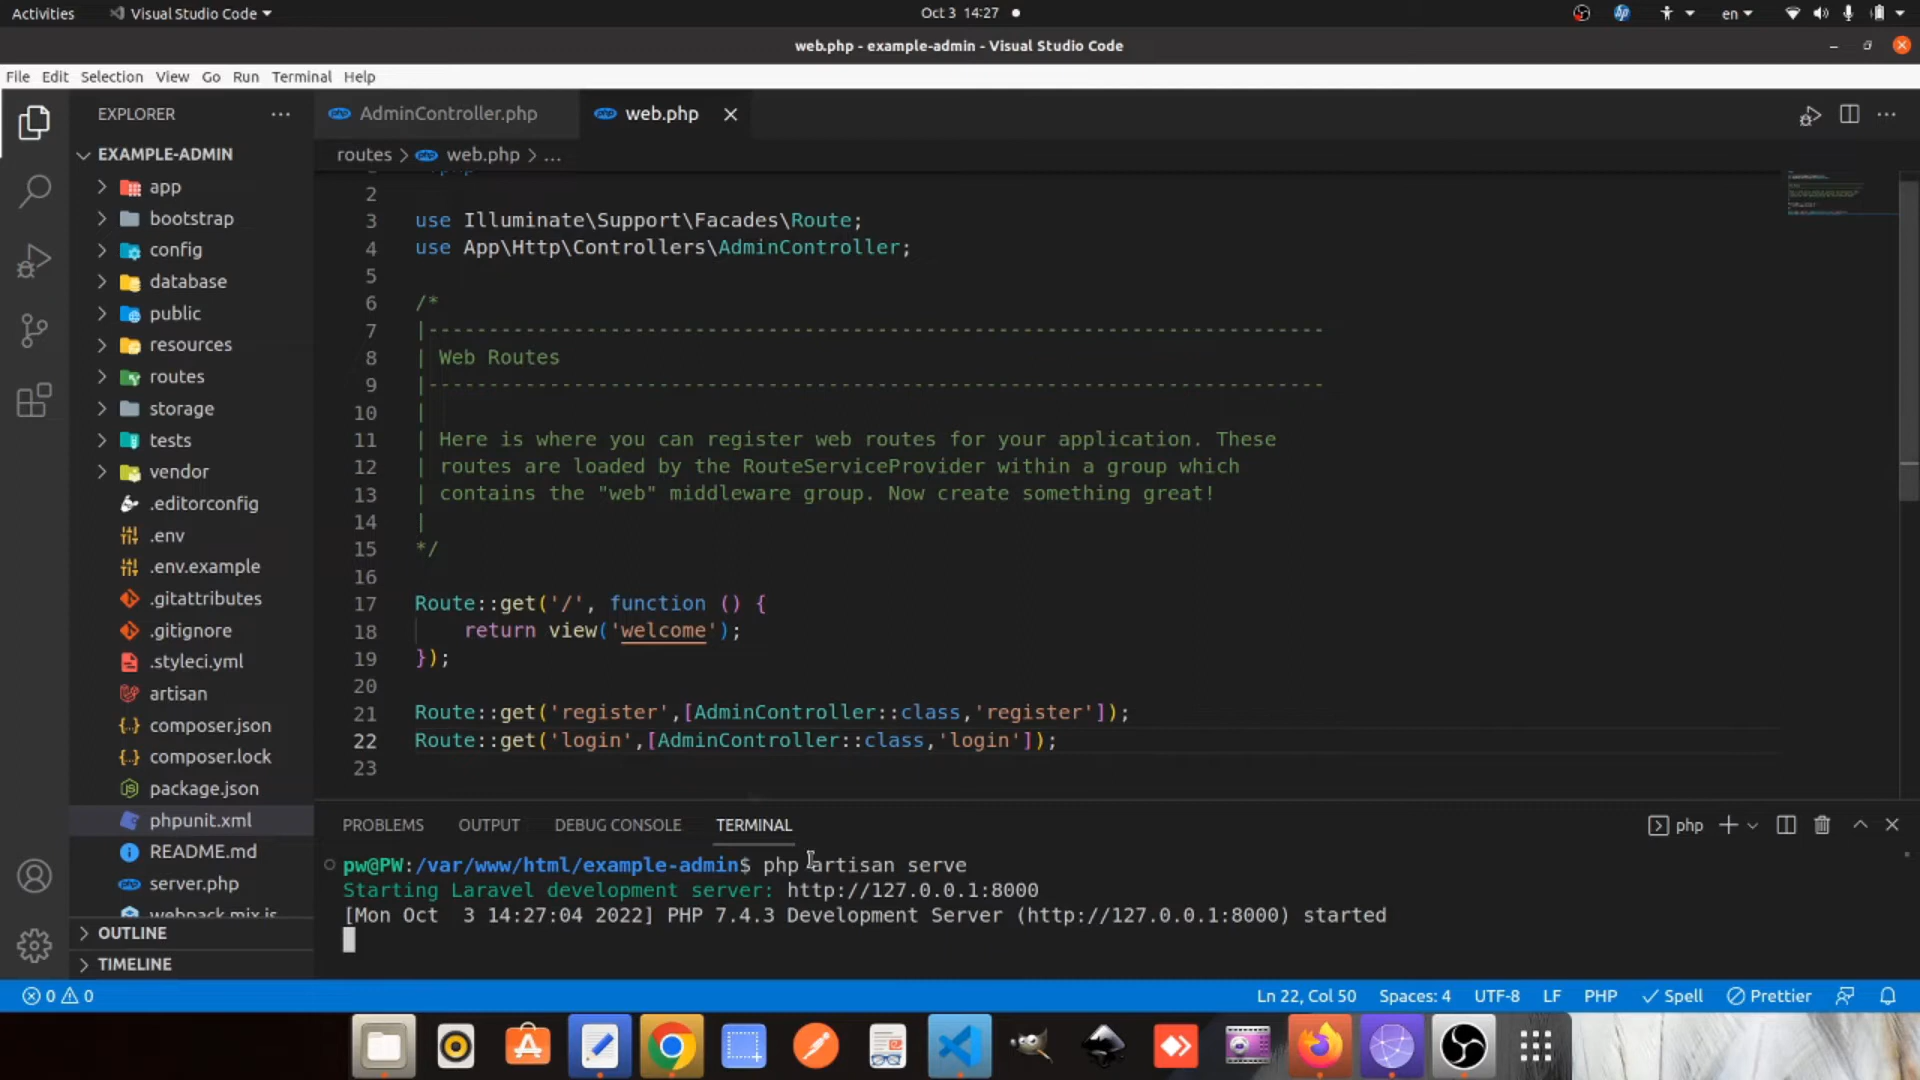 Activities Visual Studio Code Oct 3 14:27 en
web.php - example-admin - Visual Studio Code
File Edit Selection View Go Run Terminal Help
EXPLORER
AdminController.php web.php
EXAMPLE-ADMIN
routes > web.php > ...
app
bootstrap
config
database
public
resources
routes
storage
tests
vendor
.editorconfig
.env
.env.example
.gitattributes
.gitignore
.styleci.yml
artisan
composer.json
composer.lock
package.json
phpunit.xml
README.md
server.php
webpack.mix.js
OUTLINE
TIMELINE
2
3 use Illuminate\Support\Facades\Route;
4 use App\Http\Controllers\AdminController;
5
6 /*
7 |--------------------------------------------------------------------------
8 | Web Routes
9 |--------------------------------------------------------------------------
10 |
11 | Here is where you can register web routes for your application. These
12 | routes are loaded by the RouteServiceProvider within a group which
13 | contains the "web" middleware group. Now create something great!
14 |
15 */
16
17 Route::get('/', function () {
18     return view('welcome');
19 });
20
21 Route::get('register',[AdminController::class,'register']);
22 Route::get('login',[AdminController::class,'login']);
23
PROBLEMS OUTPUT DEBUG CONSOLE TERMINAL php
pw@PW:/var/www/html/example-admin$ php artisan serve
Starting Laravel development server: http://127.0.0.1:8000
[Mon Oct  3 14:27:04 2022] PHP 7.4.3 Development Server (http://127.0.0.1:8000) started
0 0 Ln 22, Col 50 Spaces: 4 UTF-8 LF PHP Spell Prettier